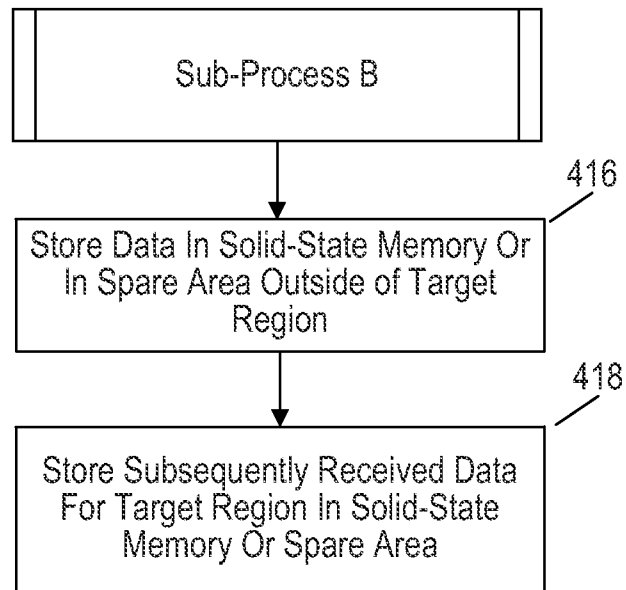 Sub-Process B
416
Store Data In Solid-State Memory Or
In Spare Area Outside of Target
Region
418
Store Subsequently Received Data
For Target Region In Solid-State
Memory Or Spare Area